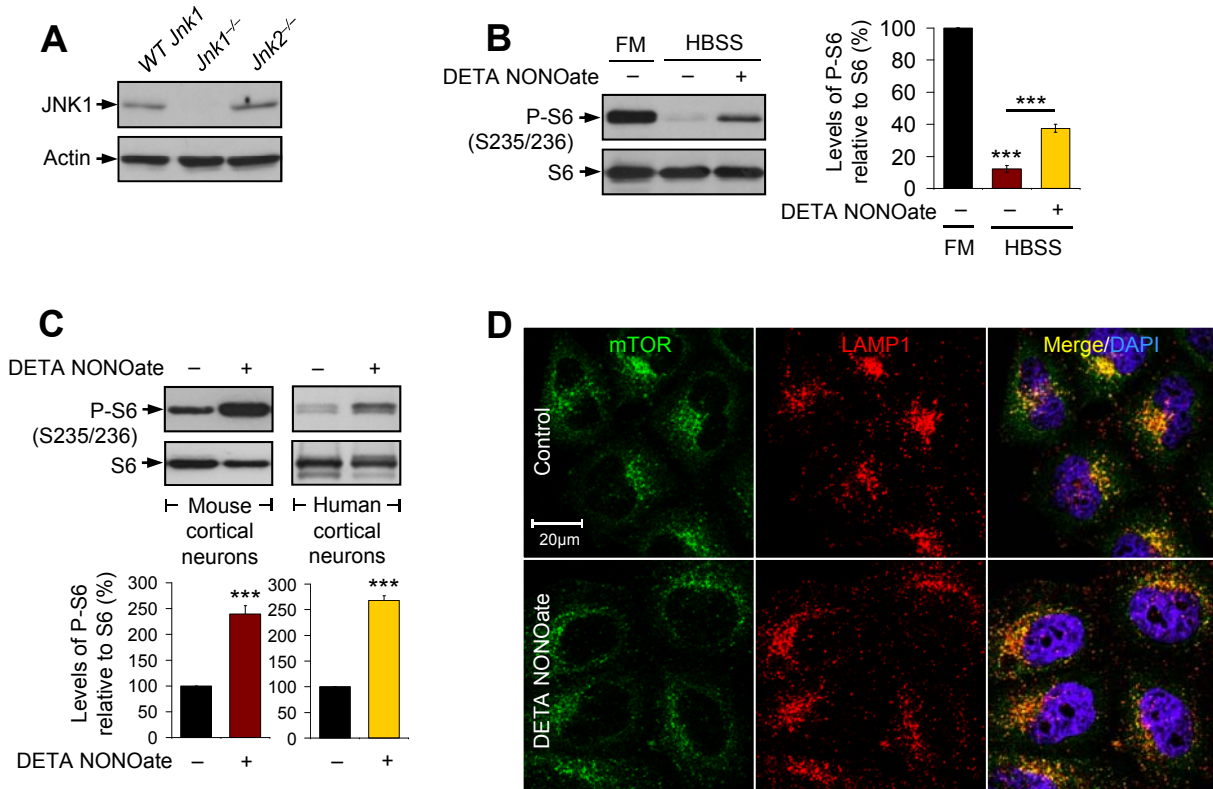 A
WT Jnk1
Jnk1–/–
Jnk2–/–
JNK1
Actin
B
FM HBSS
DETA NONOate – – +
P-S6
(S235/236)
S6
Levels of P-S6
relative to S6 (%)
100
80
60
40
20
0
***
***
DETA NONOate – – +
FM HBSS
C
DETA NONOate – + – +
P-S6
(S235/236)
S6
Mouse
cortical
neurons
Human
cortical
neurons
Levels of P-S6
relative to S6 (%)
300
250
200
150
100
50
0
***
300
250
200
150
100
50
0
***
DETA NONOate – + – +
D
mTOR LAMP1 Merge/DAPI
Control
20µm
DETA NONOate